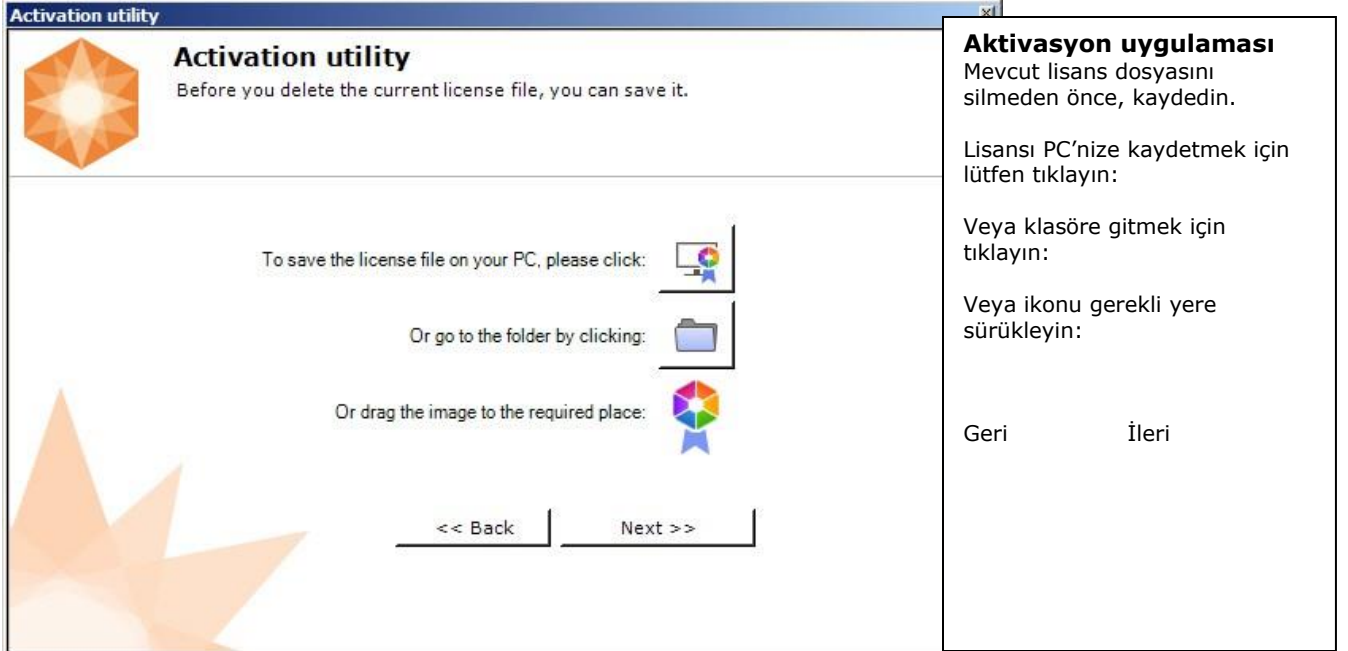 Activation utility
Activation utility
Before you delete the current license file, you can save it.
To save the license file on your PC, please click:
Or go to the folder by clicking:
Or drag the image to the required place:
<< Back
Next >>
Aktivasyon uygulaması
Mevcut lisans dosyasını
silmeden önce, kaydedin.
Lisansı PC’nize kaydetmek için
lütfen tıklayın:
Veya klasöre gitmek için
tıklayın:
Veya ikonu gerekli yere
sürükleyin:
Geri İleri